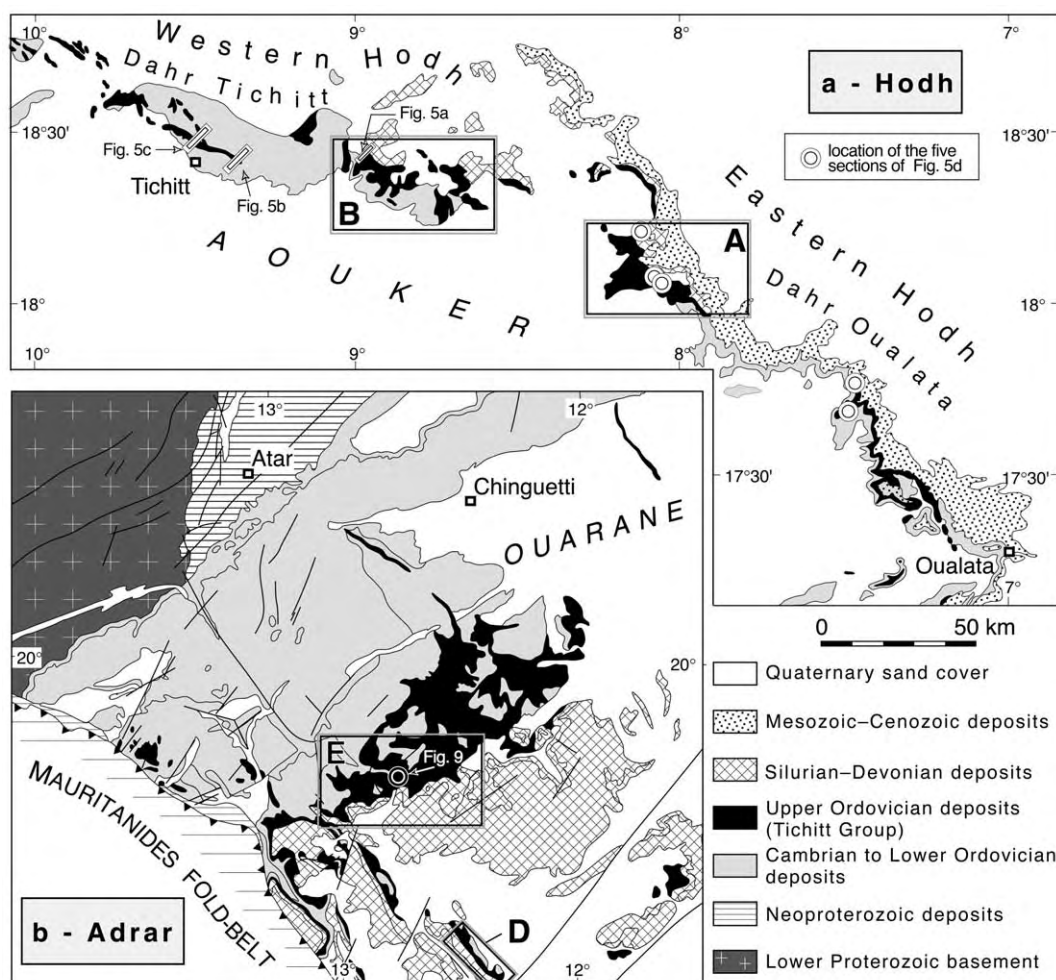 10°
9°
8°
Western Hodh
Dahr Tichitt
a - Hodh
18°30'
18°30'
Fig. 5a
Fig. 5c
Tichitt
Fig. 5b
location of the five
sections of Fig. 5d
B
A
Eastern Hodh
Dahr Oualata
AOUKER
18°
18°
10°
9°
8°
13°
12°
Atar
Chinguetti
OUARANE
17°30'
17°30'
Oualata
7°
0 50 km
20°
20°
E
Fig. 9
MAURITANIDES FOLD-BELT
b - Adrar
D
13°
12°
Quaternary sand cover
Mesozoic–Cenozoic deposits
Silurian–Devonian deposits
Upper Ordovician deposits
(Tichitt Group)
Cambrian to Lower Ordovician
deposits
Neoproterozoic deposits
Lower Proterozoic basement